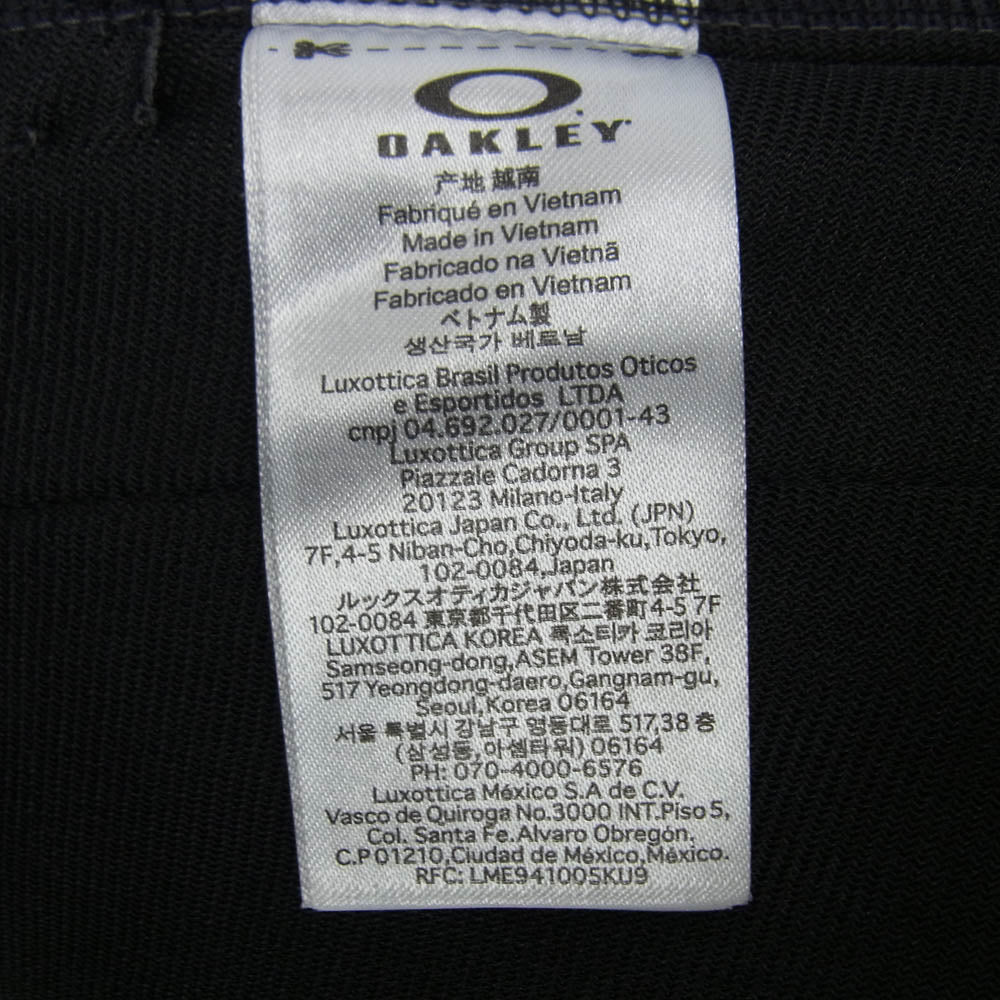 OAKLEY
产地 越南
Fabriqué en Vietnam
Made in Vietnam
Fabricado na Vietnã
Fabricado en Vietnam
ベトナム製
생산국가 베트남
Luxottica Brasil Produtos Oticos
e Esportidos LTDA
cnpj 04.692.027/0001-43
Luxottica Group SPA
Piazzale Cadorna 3
20123 Milano-Italy
Luxottica Japan Co., Ltd. (JPN)
7F,4-5 Niban-Cho,Chiyoda-ku,Tokyo,
102-0084,Japan
ルックスオティカジャパン株式会社
102-0084 東京都千代田区二番町4-5 7F
LUXOTTICA KOREA 룩소티카 코리아
Samseong-dong,ASEM Tower 38F,
517 Yeongdong-daero,Gangnam-gu,
Seoul,Korea 06164
서울 특별시 강남구 영동대로 517,38 층
(삼성동,아셈타워) 06164
PH: 070-4000-6576
Luxottica México S.A de C.V.
Vasco de Quiroga No.3000 INT.Piso 5,
Col. Santa Fe.Alvaro Obregón.
C.P 01210,Ciudad de México,México.
RFC: LME941005KU9